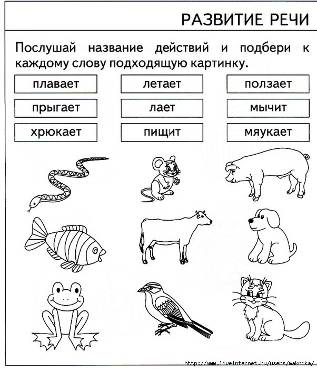 РАЗВИТИЕ РЕЧИ
Послушай название действий и подбери к
каждому слову подходящую картинку.
плавает летает ползает
прыгает лает мычит
хрюкает пищит мяукает